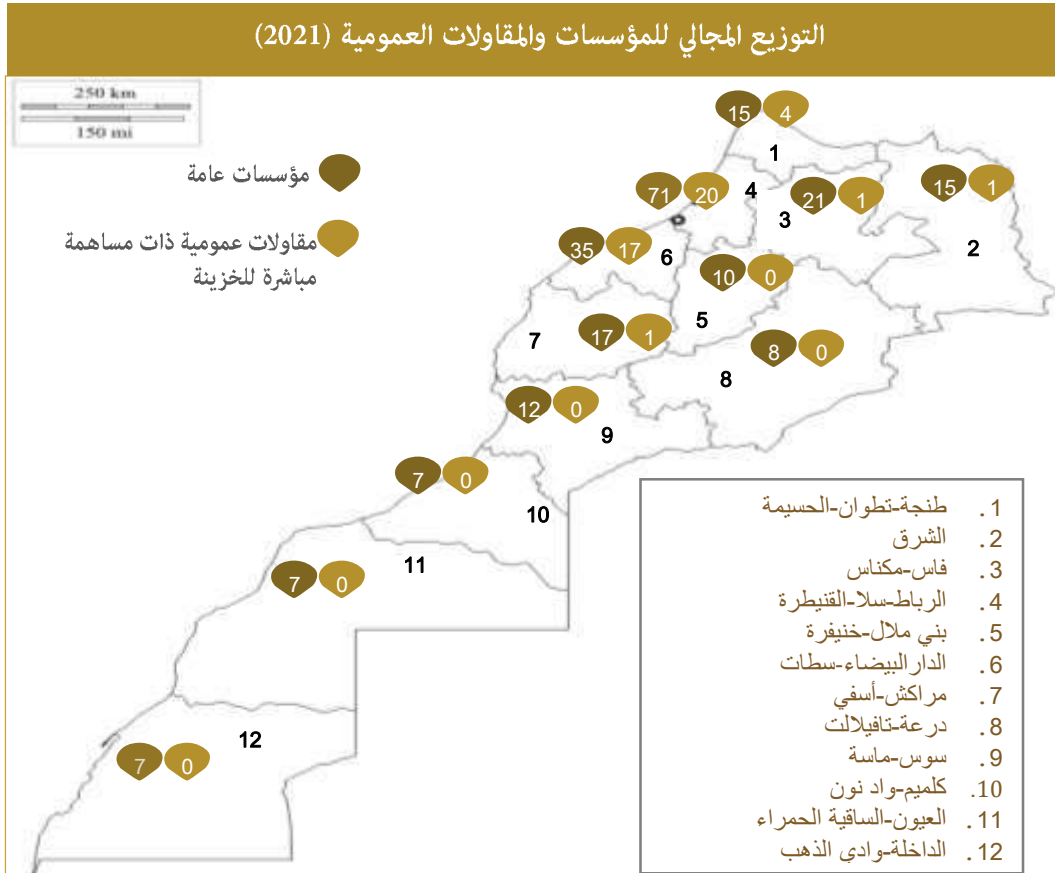 التوزيع المجالي للمؤسسات والمقاولات العمومية (2021)
250 km
150 mi
مؤسسات عامة
مقاولات عمومية ذات مساهمة
مباشرة للخزينة
15 4
1
71 20
4
21 1
3
15 1
2
35 17
6
10 0
5
17 1
7
8 0
8
12 0
9
7 0
10
7 0
11
7 0
12
1. طنجة-تطوان-الحسيمة
2. الشرق
3. فاس-مكناس
4. الرباط-سلا-القنيطرة
5. بني ملال-خنيفرة
6. الدارالبيضاء-سطات
7. مراكش-أسفي
8. درعة-تافيلالت
9. سوس-ماسة
10. كلميم-واد نون
11. العيون-الساقية الحمراء
12. الداخلة-وادي الذهب